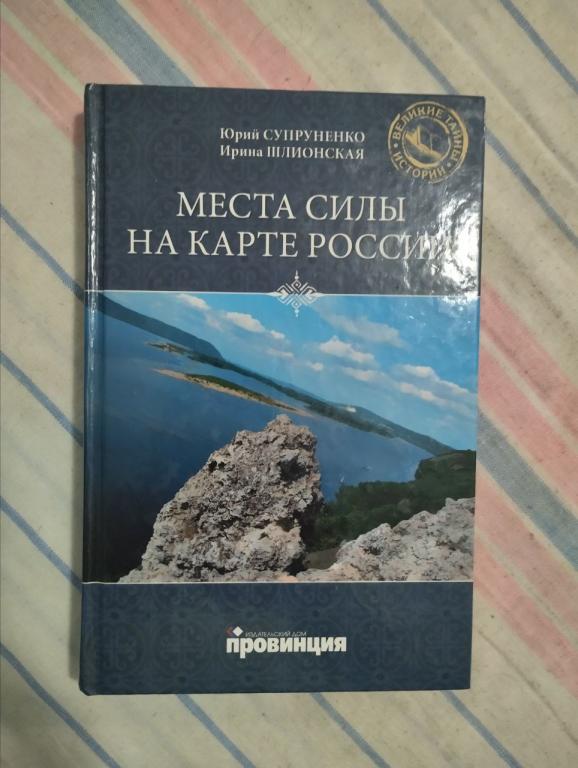 Юрий СУПРУНЕНКО
Ирина ШЛИОНСКАЯ
ВЕЛИКИЕ ТАЙНЫ
ИСТОРИИ
МЕСТА СИЛЫ
НА КАРТЕ РОССИИ
ИЗДАТЕЛЬСКИЙ ДОМ
ПРОВИНЦИЯ